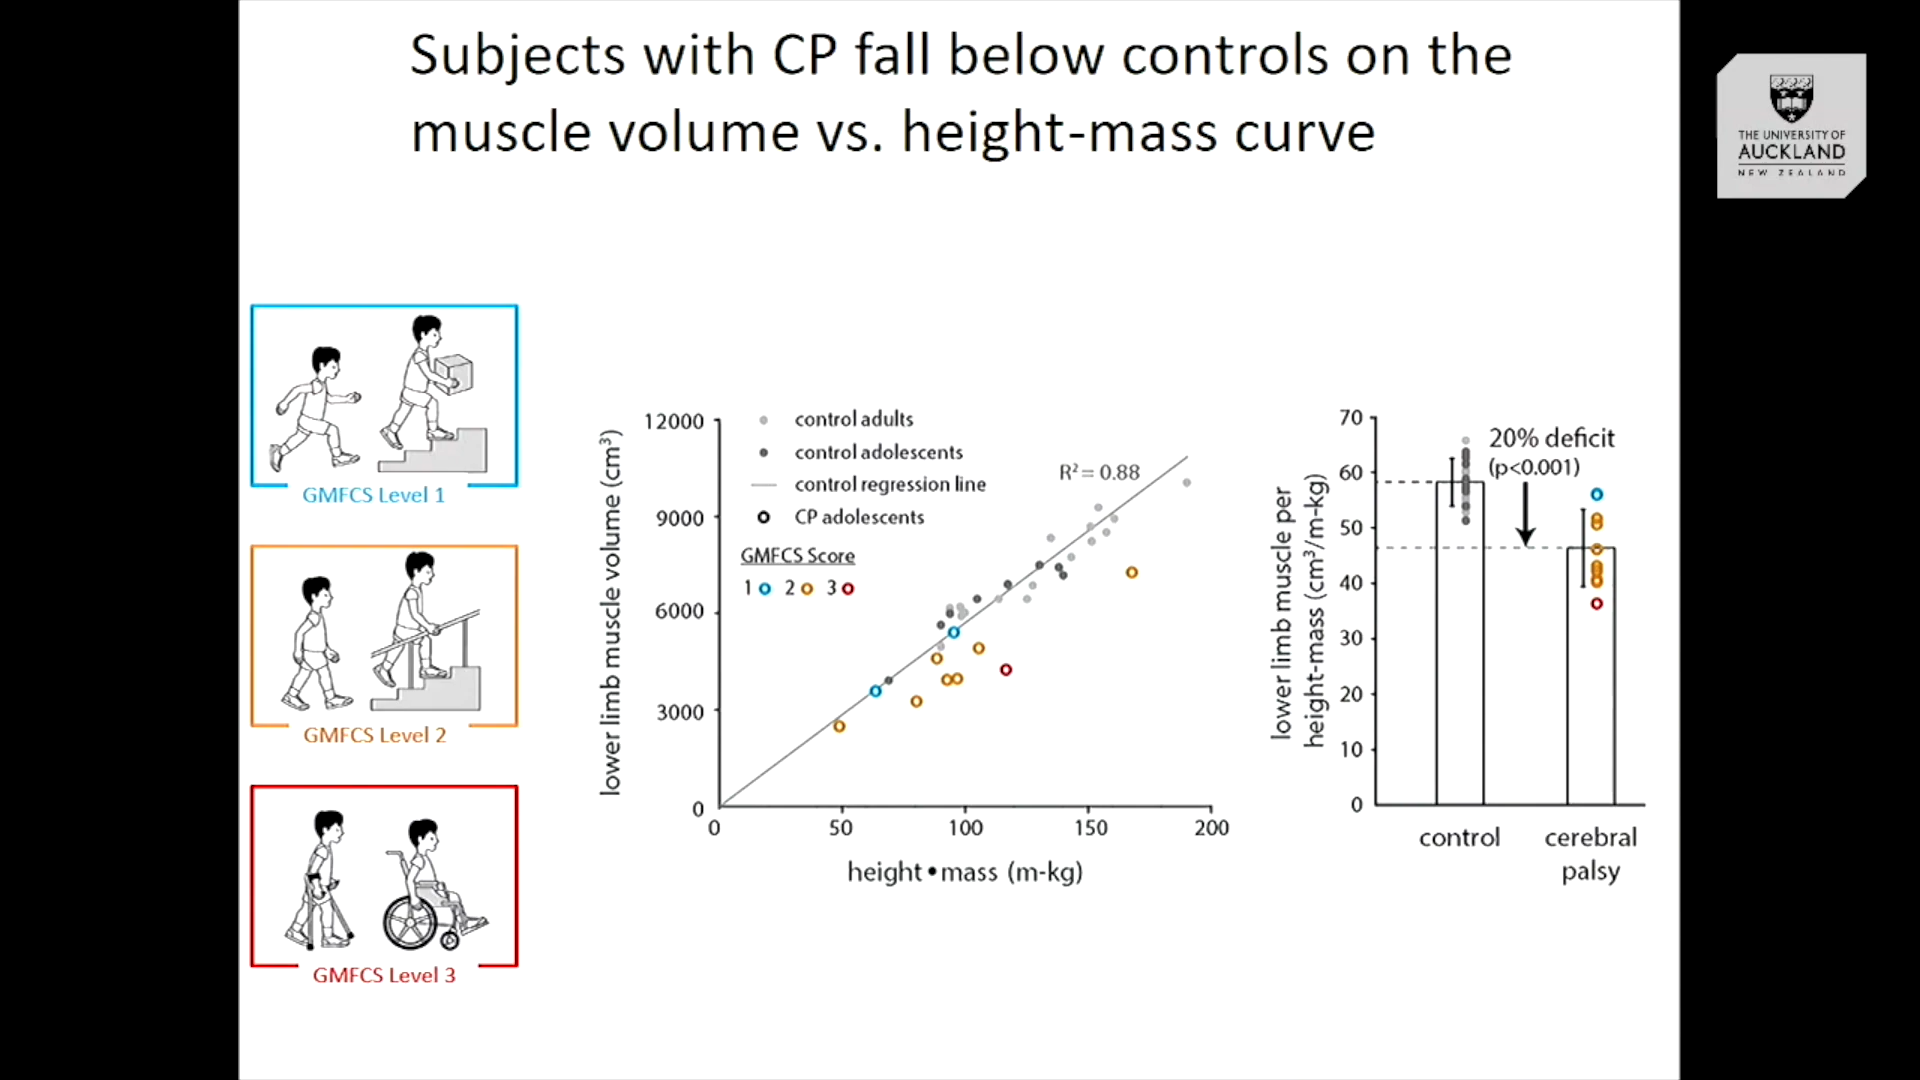 Subjects with CP fall below controls on the
muscle volume vs. height-mass curve
THE UNIVERSITY OF
AUCKLAND
NEW ZEALAND
GMFCS Level 1
GMFCS Level 2
GMFCS Level 3
lower limb muscle volume (cm³)
12000
9000
6000
3000
0
control adults
control adolescents
control regression line
CP adolescents
GMFCS Score
1 2 3
R² = 0.88
0 50 100 150 200
height•mass (m-kg)
lower limb muscle per
height-mass (cm³/m-kg)
70
60
50
40
30
20
10
0
20% deficit
(p<0.001)
control
cerebral
palsy